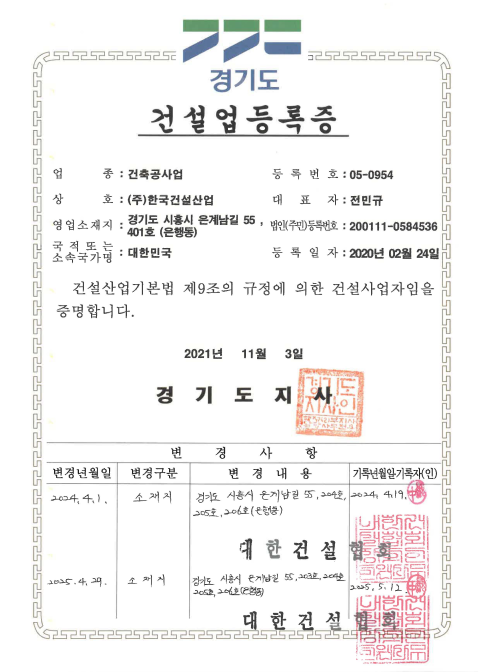 경기도
건설업등록증
업 종 : 건축공사업 등 록 번 호 : 05-0954
상 호 : (주)한국건설산업 대 표 자 : 전민규
영업소재지 : 경기도 시흥시 은계남길 55 , 401호 (은행동) 법인(주민)등록번호 : 200111-0584536
국 적 또 는 소속국가명 : 대한민국 등 록 일 자 : 2020년 02월 24일
건설산업기본법 제9조의 규정에 의한 건설사업자임을
증명합니다.
2021년 11월 3일
경 기 도 지 사
변 경 사 항
변경년월일 변경구분 변 경 내 용 기록년월일기록자(인)
2024. 4. 1. 소재지 경기도 시흥시 은계남길 55, 204호, 2024. 4. 19.
205호, 206호 (은행동)
대한건설협회
2025. 4. 29. 소재지 경기도 시흥시 은계남길 55, 203호, 204호 2025. 5. 12
205호, 206호(은행동)
대한건설협회